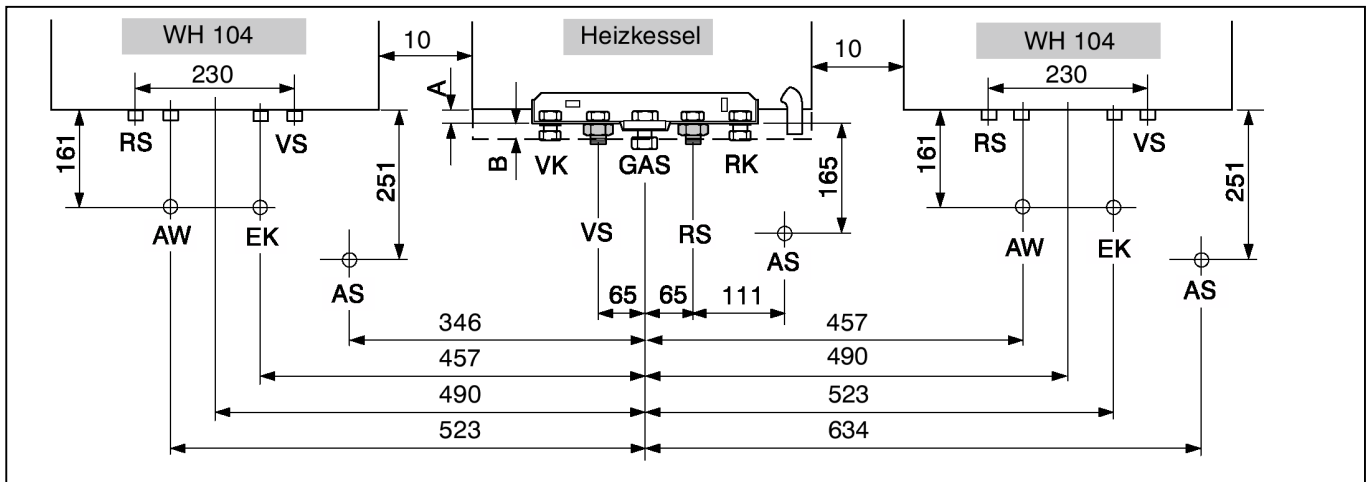 WH 104
10
Heizkessel
10
WH 104
230
A
230
RS
VS
VK
GAS
RK
RS
VS
161
251
B
165
161
251
AW
EK
VS
RS
AS
AW
EK
AS
65
65
111
AS
346
457
457
490
490
523
523
634